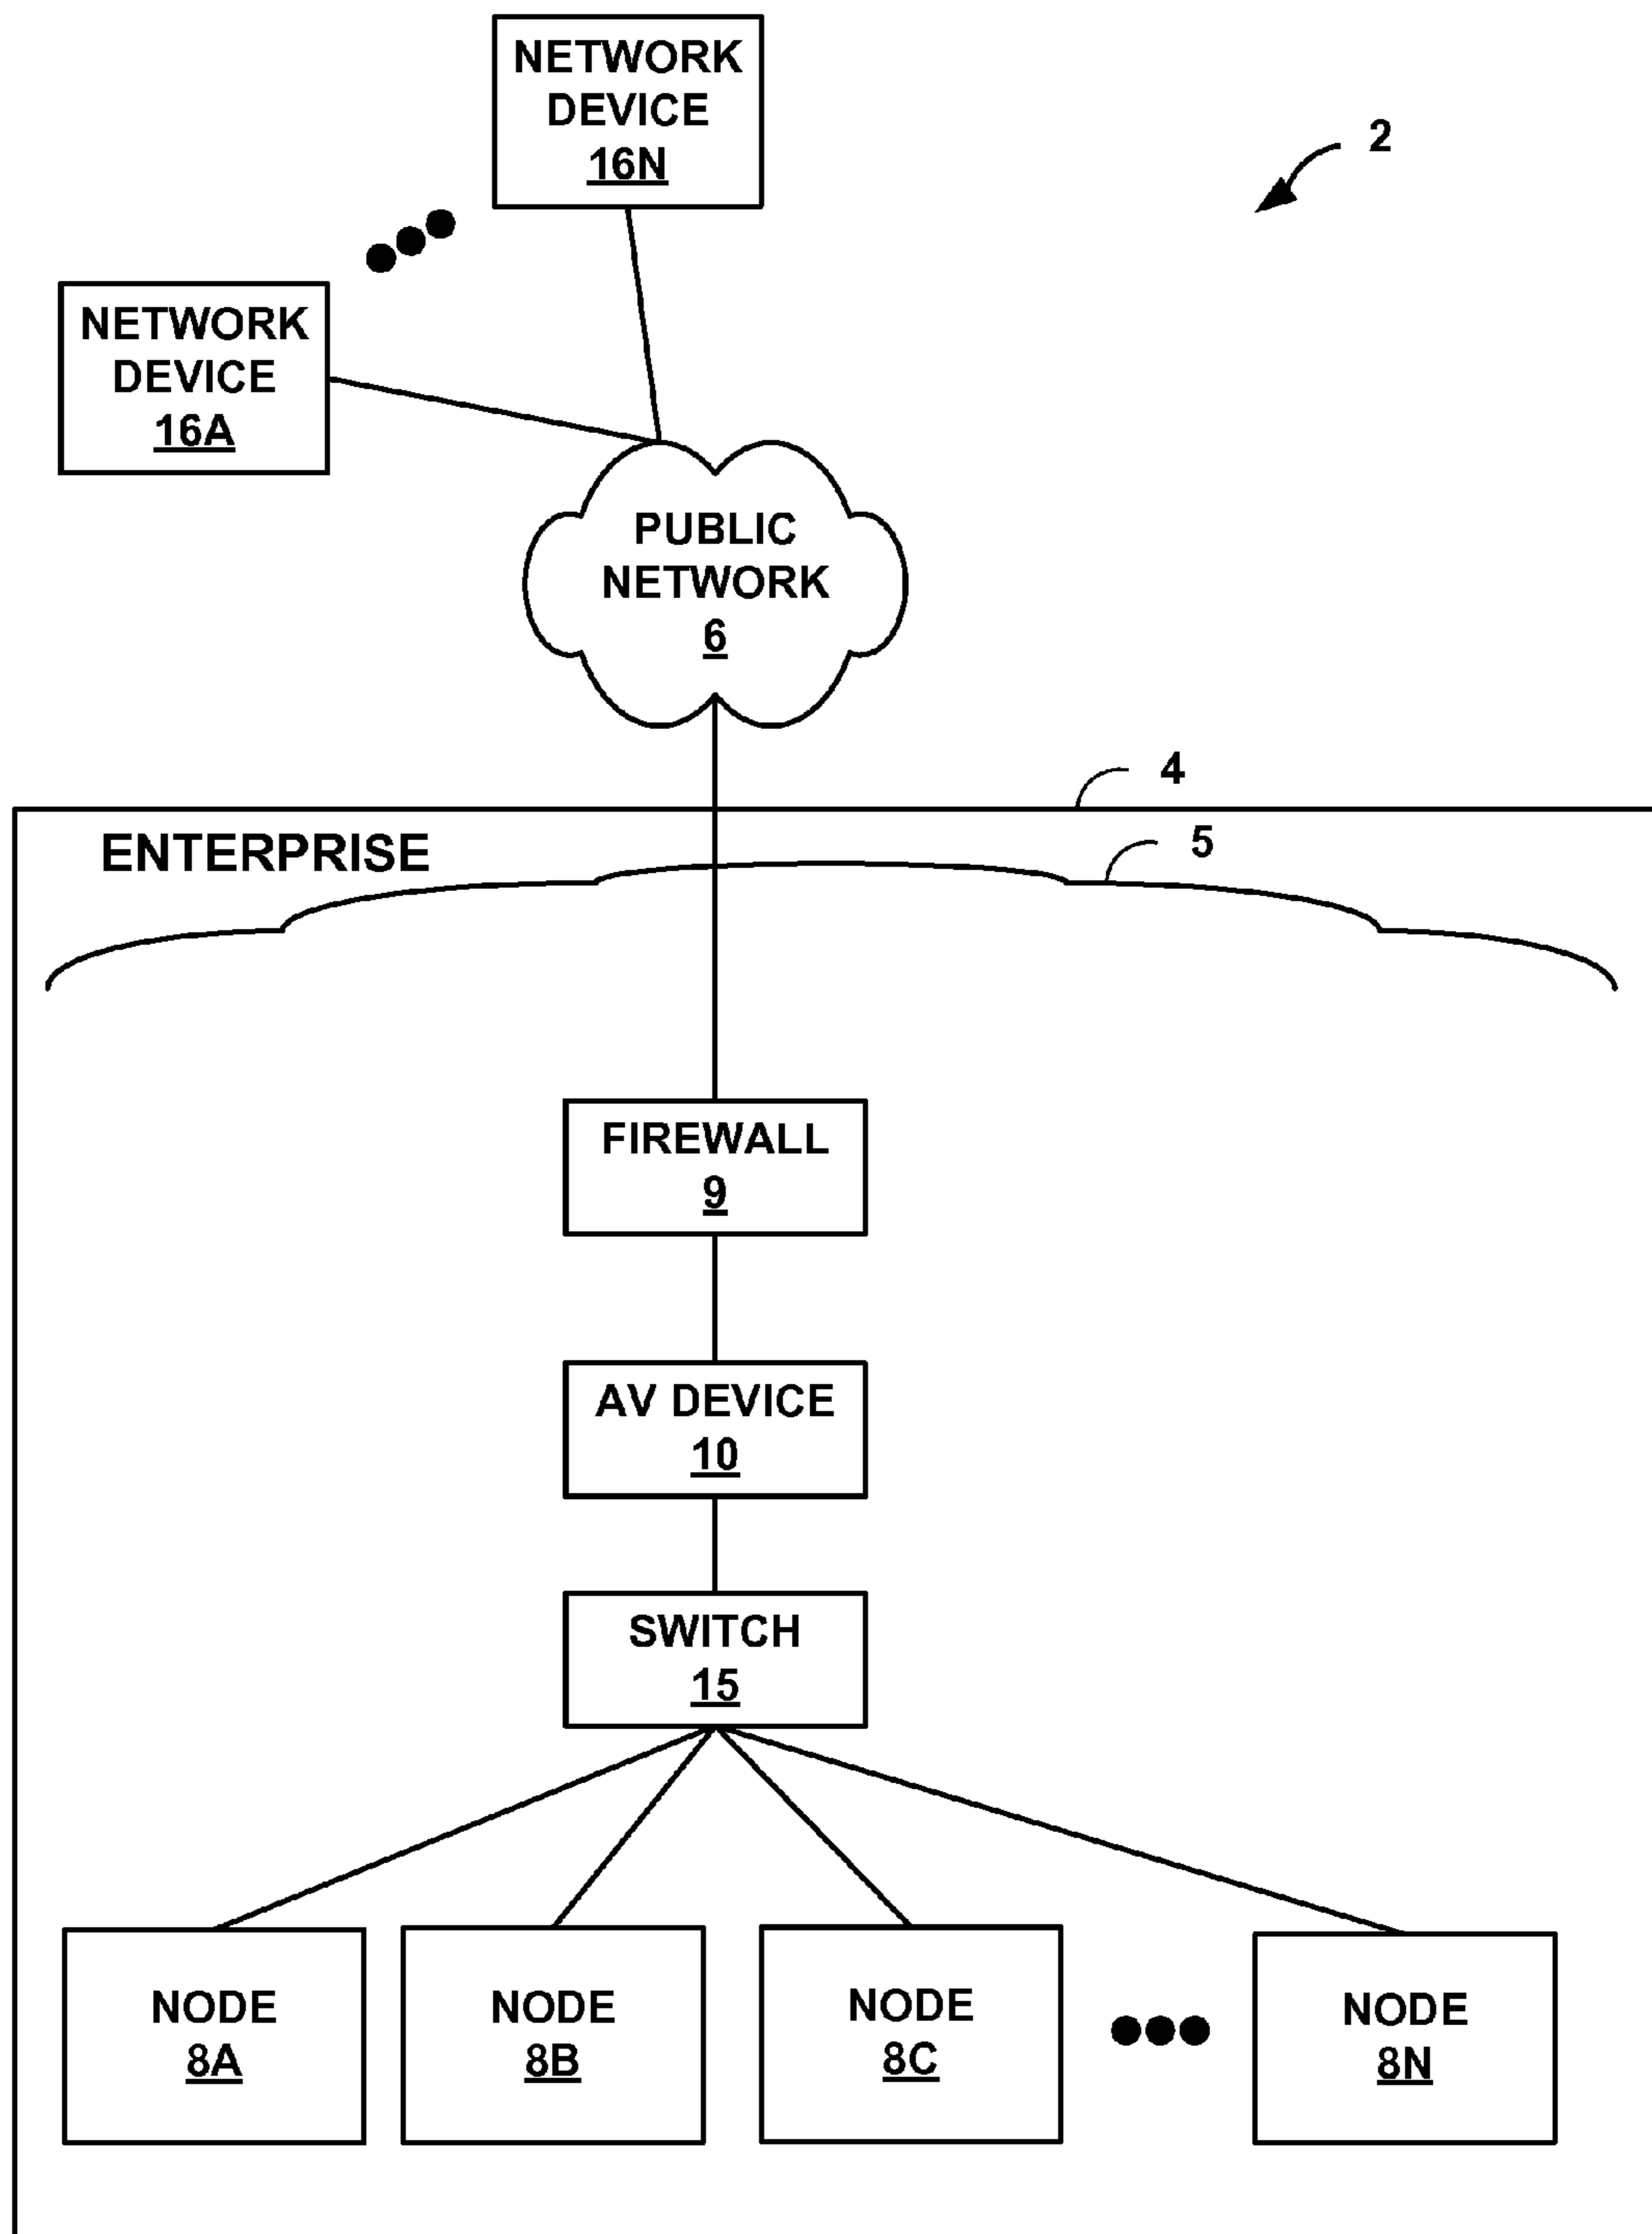 NETWORK
DEVICE
16N
2
NETWORK
DEVICE
16A
PUBLIC
NETWORK
6
4
ENTERPRISE
5
FIREWALL
9
AV DEVICE
10
SWITCH
15
NODE
8A
NODE
8B
NODE
8C
NODE
8N